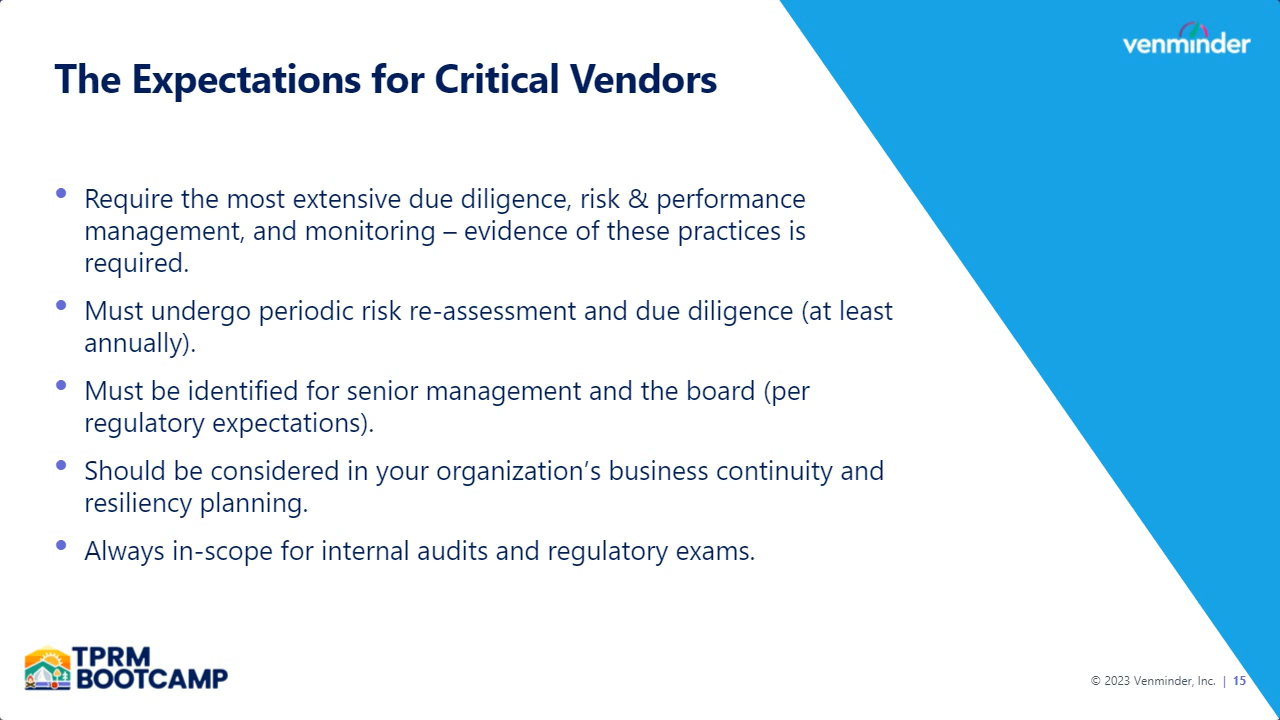 venminder
The Expectations for Critical Vendors
• Require the most extensive due diligence, risk & performance
management, and monitoring – evidence of these practices is
required.
• Must undergo periodic risk re-assessment and due diligence (at least
annually).
• Must be identified for senior management and the board (per
regulatory expectations).
• Should be considered in your organization’s business continuity and
resiliency planning.
• Always in-scope for internal audits and regulatory exams.
TPRM
BOOTCAMP
© 2023 Venminder, Inc. | 15